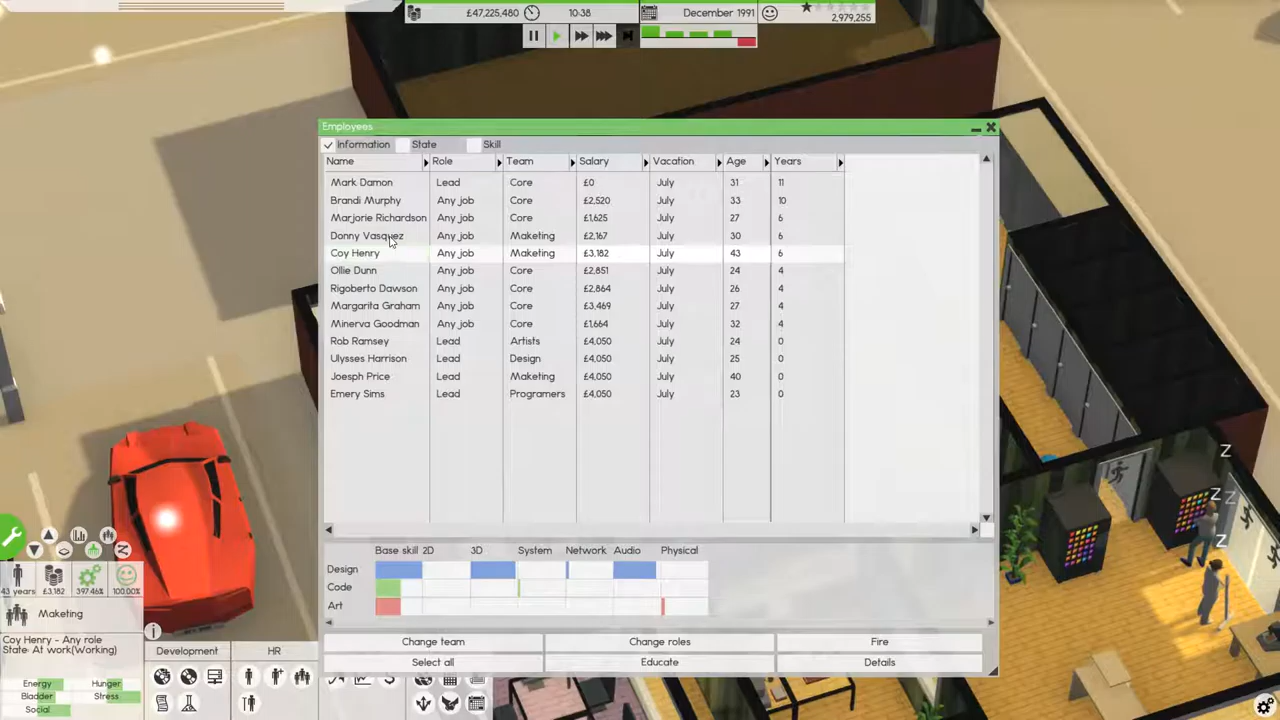 £47,225,480 10-38 December 1991 2,979,255
Employees
Information State Skill
Name Role Team Salary Vacation Age Years
Mark Damon Lead Core £0 July 31 11
Brandi Murphy Any job Core £2,520 July 33 10
Marjorie Richardson Any job Core £1,625 July 27 6
Donny Vasquez Any job Maketing £2,167 July 30 6
Coy Henry Any job Maketing £3,182 July 43 6
Ollie Dunn Any job Core £2,851 July 24 4
Rigoberto Dawson Any job Core £2,864 July 26 4
Margarita Graham Any job Core £3,469 July 27 4
Minerva Goodman Any job Core £1,664 July 32 4
Rob Ramsey Lead Artists £4,050 July 24 0
Ulysses Harrison Lead Design £4,050 July 25 0
Joesph Price Lead Maketing £4,050 July 40 0
Emery Sims Lead Programers £4,050 July 23 0
Z
Z Z
Z
Base skill 2D 3D System Network Audio Physical
Design
Code
Art
Change team Change roles Fire
Select all Educate Details
43 years £3,182 397.46% 100.00%
Maketing
Coy Henry - Any role
State: At work(Working)
Energy Hunger
Bladder Stress
Social
Development HR